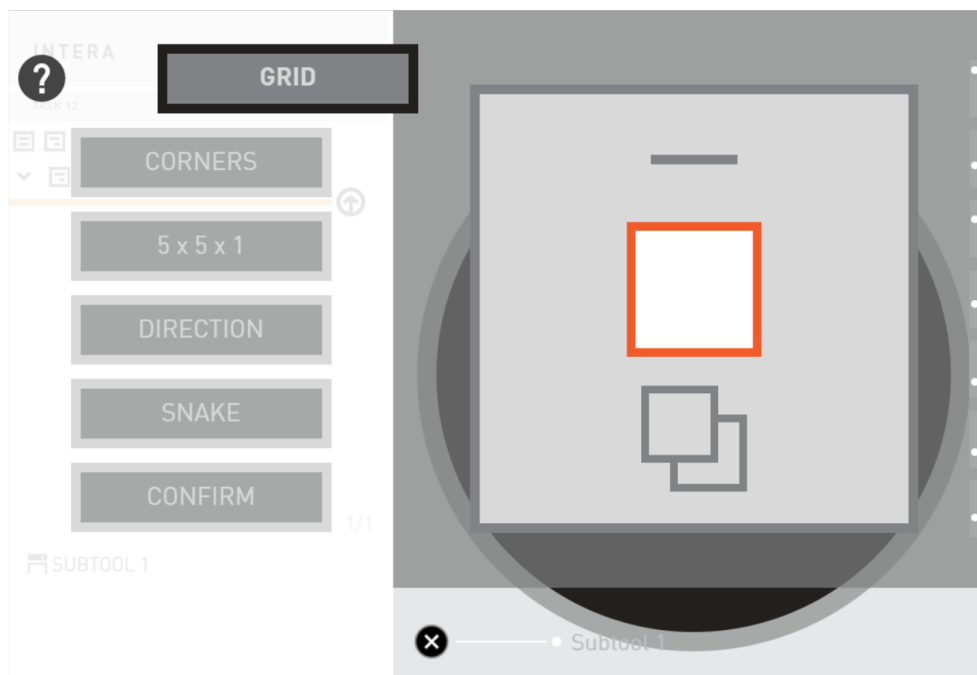 INTERA
?
GRID
TASK 12
CORNERS
5 x 5 x 1
DIRECTION
SNAKE
CONFIRM
1/1
SUBTOOL 1
Subtool 1